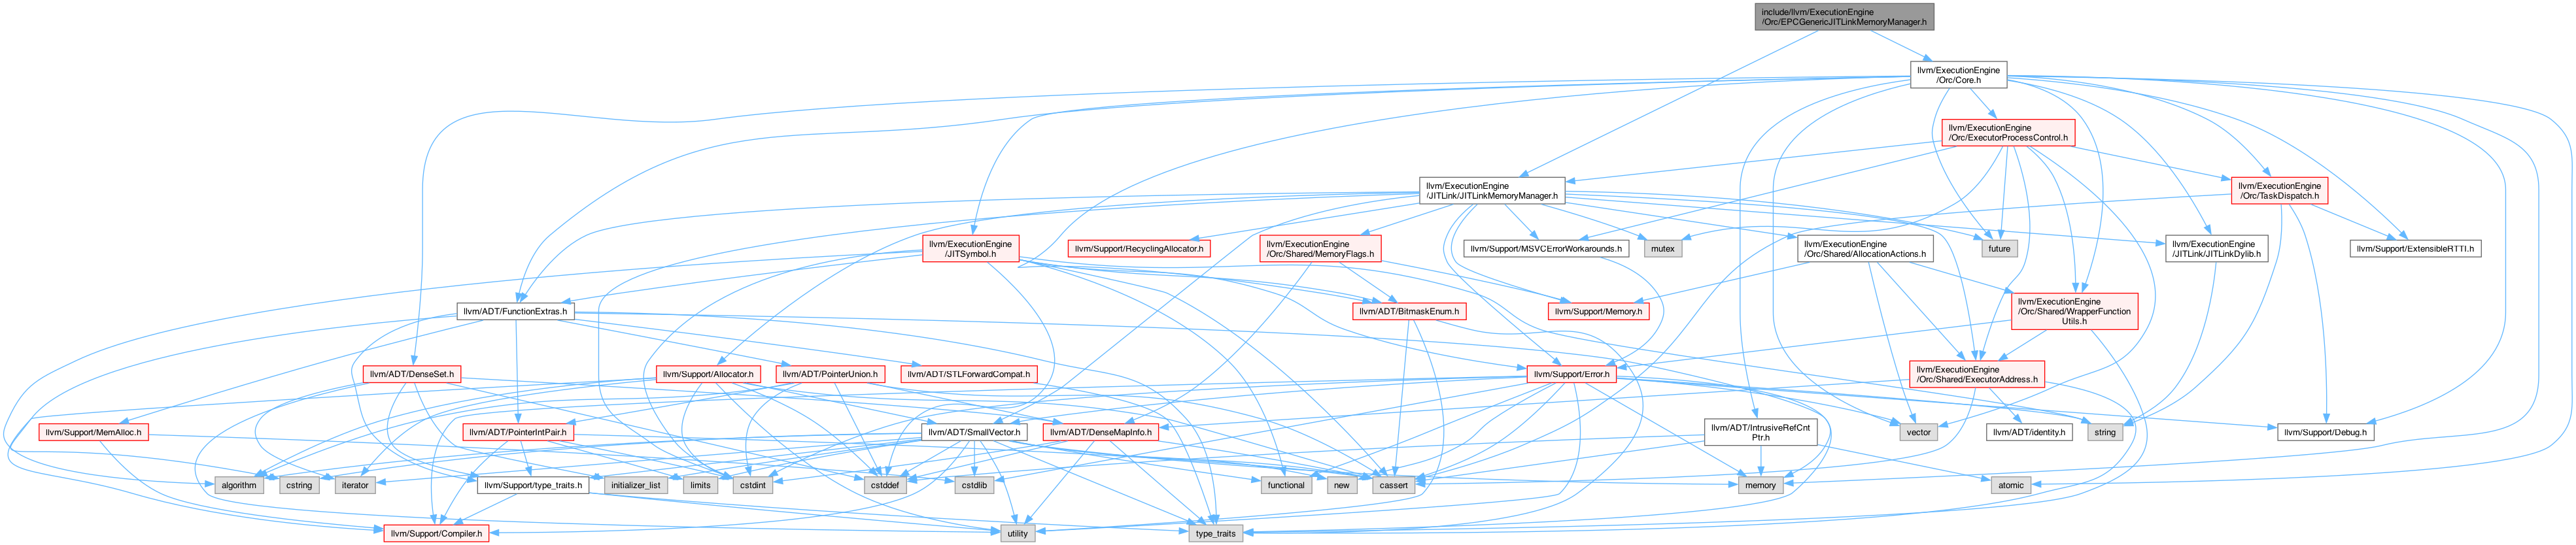 include/llvm/ExecutionEngine
/Orc/EPCGenericJITLinkMemoryManager.h
llvm/ExecutionEngine
/Orc/Core.h
llvm/ExecutionEngine
/Orc/ExecutorProcessControl.h
llvm/ExecutionEngine
/JITLink/JITLinkMemoryManager.h
llvm/ExecutionEngine
/Orc/TaskDispatch.h
llvm/ExecutionEngine
/JITSymbol.h
llvm/Support/RecyclingAllocator.h
llvm/ExecutionEngine
/Orc/Shared/MemoryFlags.h
llvm/Support/MSVCErrorWorkarounds.h
mutex
llvm/ExecutionEngine
/Orc/Shared/AllocationActions.h
future
llvm/ExecutionEngine
/JITLink/JITLinkDylib.h
llvm/Support/ExtensibleRTTI.h
llvm/ADT/FunctionExtras.h
llvm/ADT/BitmaskEnum.h
llvm/Support/Memory.h
llvm/ExecutionEngine
/Orc/Shared/WrapperFunction
Utils.h
llvm/ADT/DenseSet.h
llvm/Support/Allocator.h
llvm/ADT/PointerUnion.h
llvm/ADT/STLForwardCompat.h
llvm/Support/Error.h
llvm/ExecutionEngine
/Orc/Shared/ExecutorAddress.h
llvm/Support/MemAlloc.h
llvm/ADT/PointerIntPair.h
llvm/ADT/SmallVector.h
llvm/ADT/DenseMapInfo.h
llvm/ADT/IntrusiveRefCnt
Ptr.h
vector
llvm/ADT/identity.h
string
llvm/Support/Debug.h
algorithm
cstring
iterator
llvm/Support/type_traits.h
initializer_list
limits
cstdint
cstddef
cstdlib
functional
new
cassert
memory
atomic
llvm/Support/Compiler.h
utility
type_traits